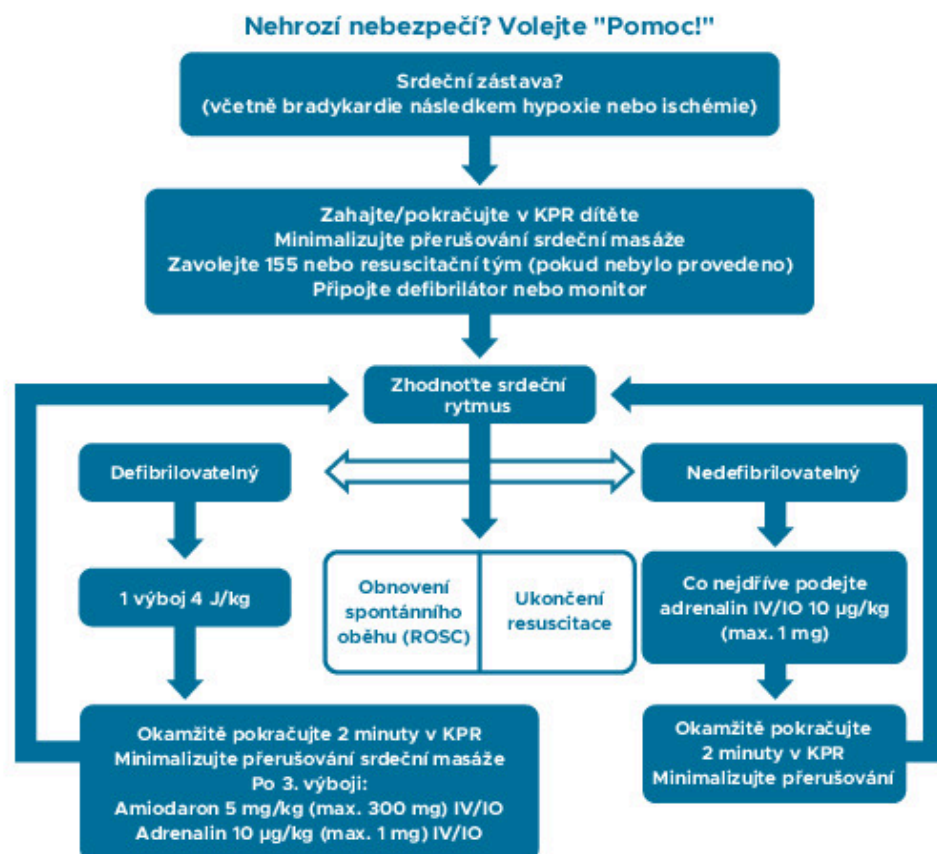 Nehrozí nebezpečí? Volejte "Pomoc!"
Srdeční zástava?
(včetně bradykardie následkem hypoxie nebo ischémie)
Zahajte/pokračujte v KPR dítěte
Minimalizujte přerušování srdeční masáže
Zavolejte 155 nebo resuscitační tým (pokud nebylo provedeno)
Připojte defibrilátor nebo monitor
Zhodnoťte srdeční
rytmus
Defibrilovatelný
Nedefibrilovatelný
1 výboj 4 J/kg
Obnovení
spontánního
oběhu (ROSC)
Ukončení
resuscitace
Co nejdříve podejte
adrenalin IV/IO 10 µg/kg
(max. 1 mg)
Okamžitě pokračujte 2 minuty v KPR
Minimalizujte přerušování srdeční masáže
Po 3. výboji:
Amiodaron 5 mg/kg (max. 300 mg) IV/IO
Adrenalin 10 µg/kg (max. 1 mg) IV/IO
Okamžitě pokračujte
2 minuty v KPR
Minimalizujte přerušování